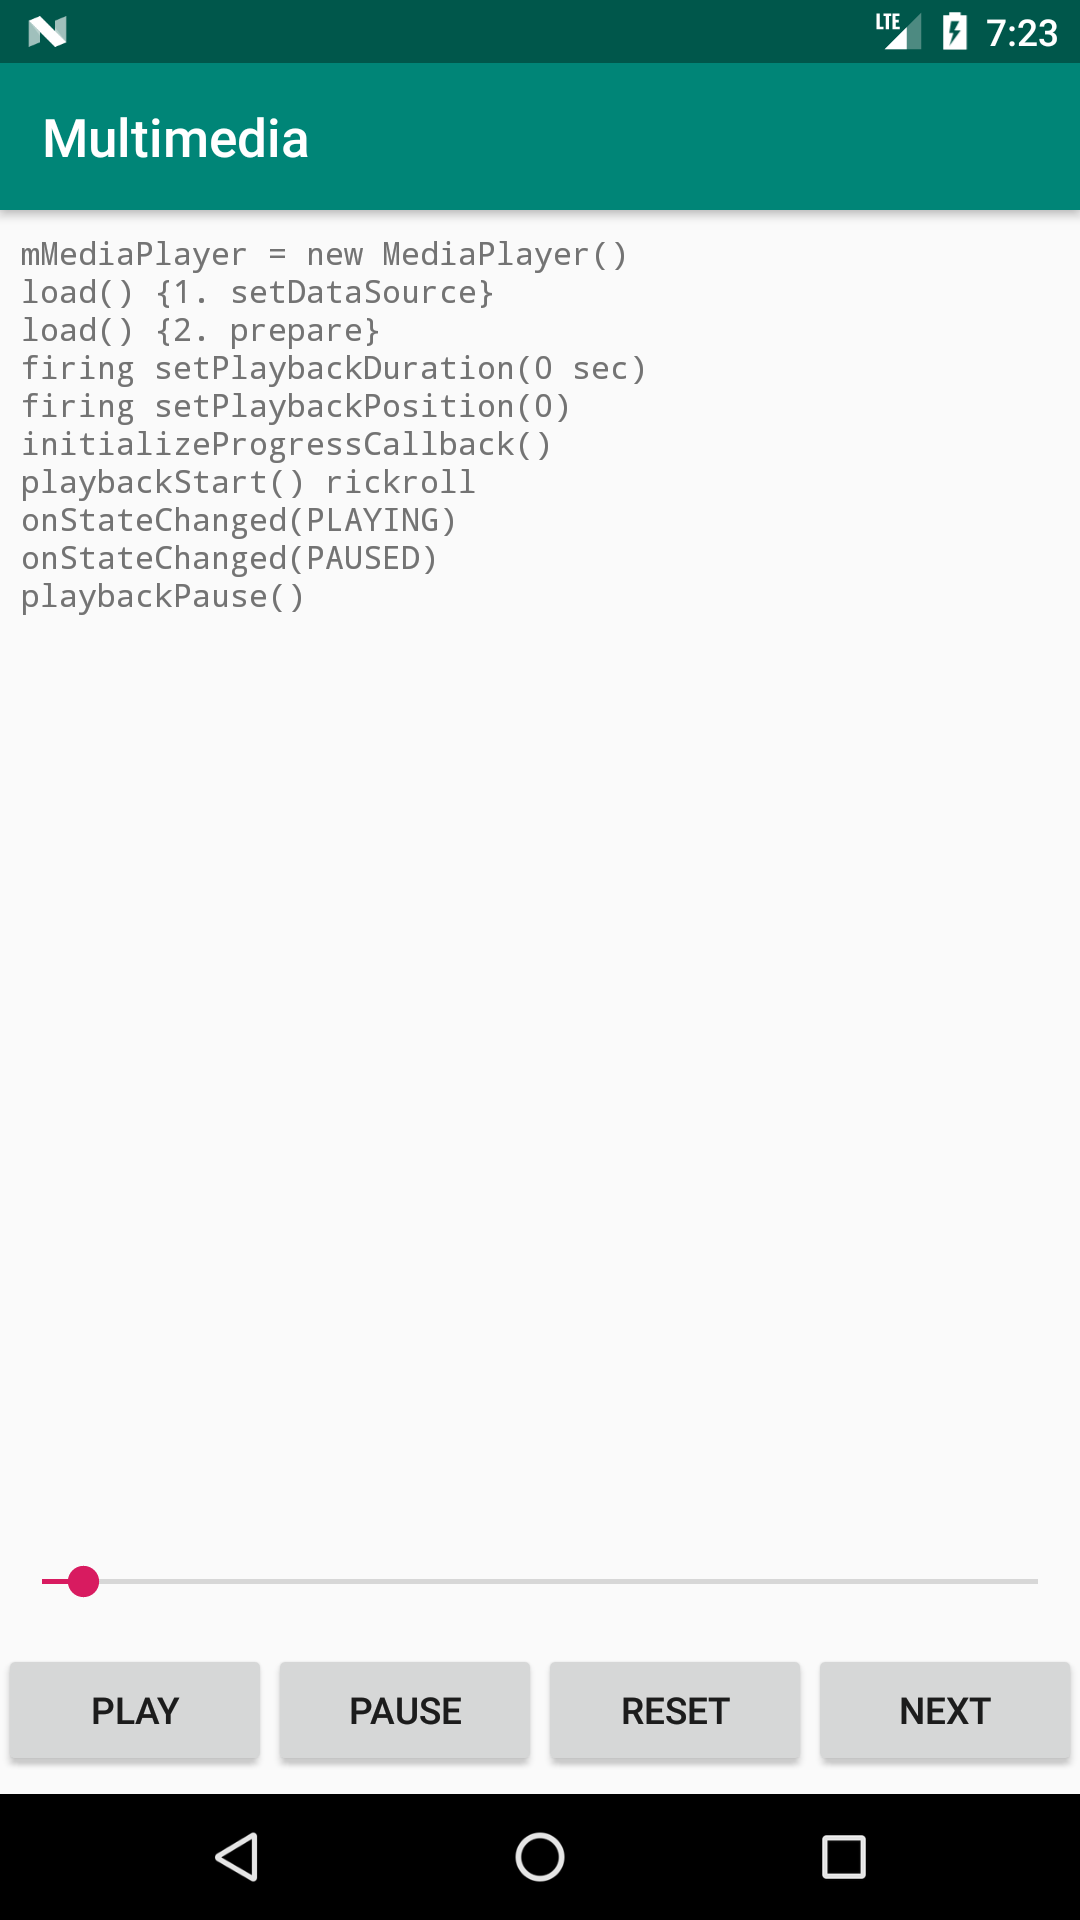 LTE 7:23
Multimedia
mMediaPlayer = new MediaPlayer()
load() {1. setDataSource}
load() {2. prepare}
firing setPlaybackDuration(0 sec)
firing setPlaybackPosition(0)
initializeProgressCallback()
playbackStart() rickroll
onStateChanged(PLAYING)
onStateChanged(PAUSED)
playbackPause()
PLAY PAUSE RESET NEXT